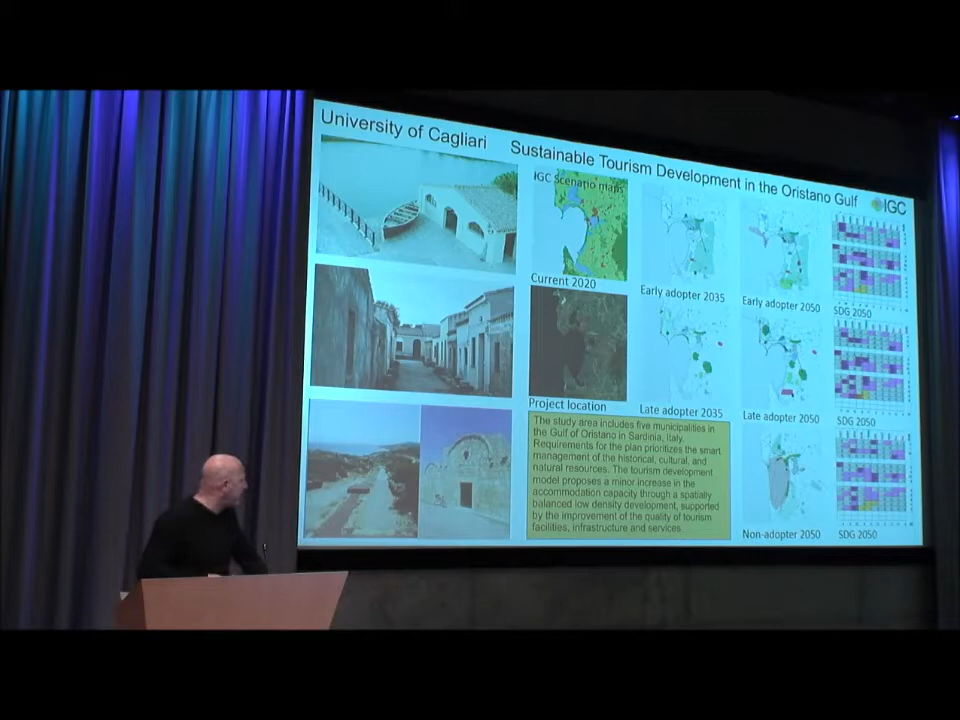 University of Cagliari
Sustainable Tourism Development in the Oristano Gulf
IGC
IGC Scenario maps
Current 2020
Early adopter 2035
Early adopter 2050
SDG 2050
Project location
Late adopter 2035
Late adopter 2050
SDG 2050
The study area includes five municipalities in
the Gulf of Oristano in Sardinia, Italy.
Requirements for the plan prioritizes the smart
management of the historical, cultural, and
natural resources. The tourism development
model proposes a minor increase in the
accommodation capacity through a spatially
balanced low density development, supported
by the improvement of the quality of tourism
facilities, infrastructure and services.
Non-adopter 2050
SDG 2050